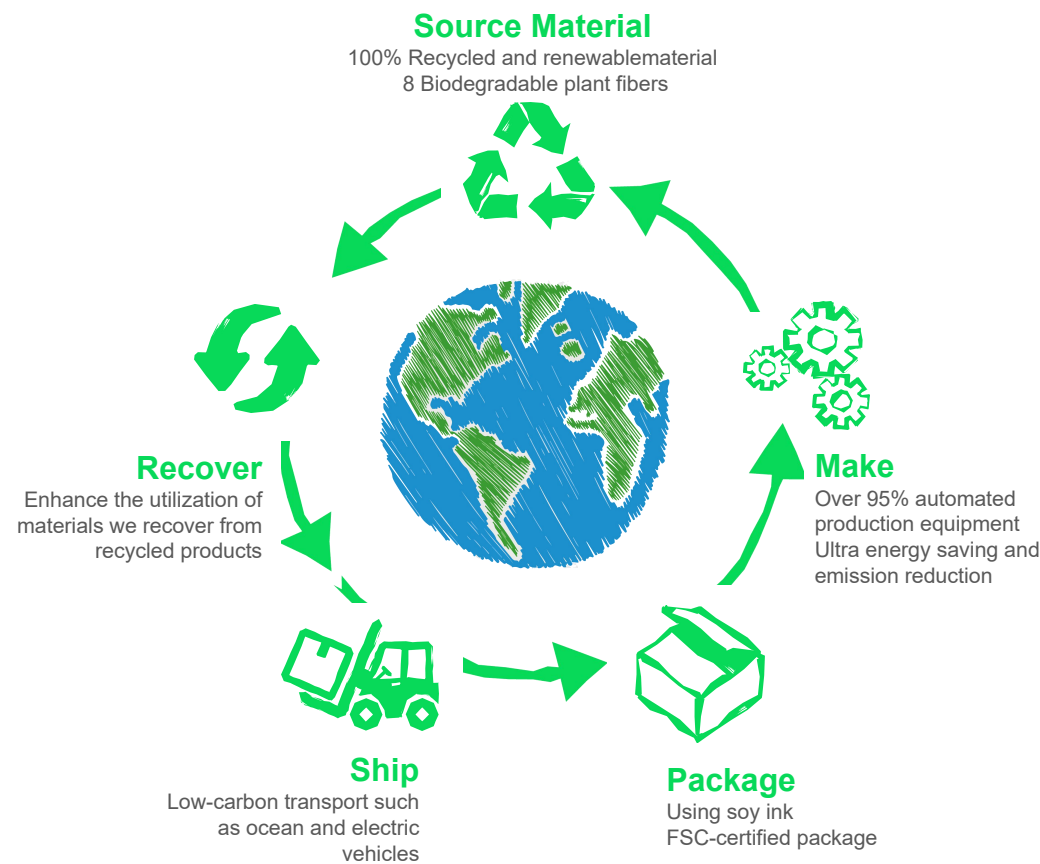 Source Material
100% Recycled and renewablematerial
8 Biodegradable plant fibers
Recover
Enhance the utilization of
materials we recover from
recycled products
Make
Over 95% automated
production equipment
Ultra energy saving and
emission reduction
Ship
Low-carbon transport such
as ocean and electric
vehicles
Package
Using soy ink
FSC-certified package